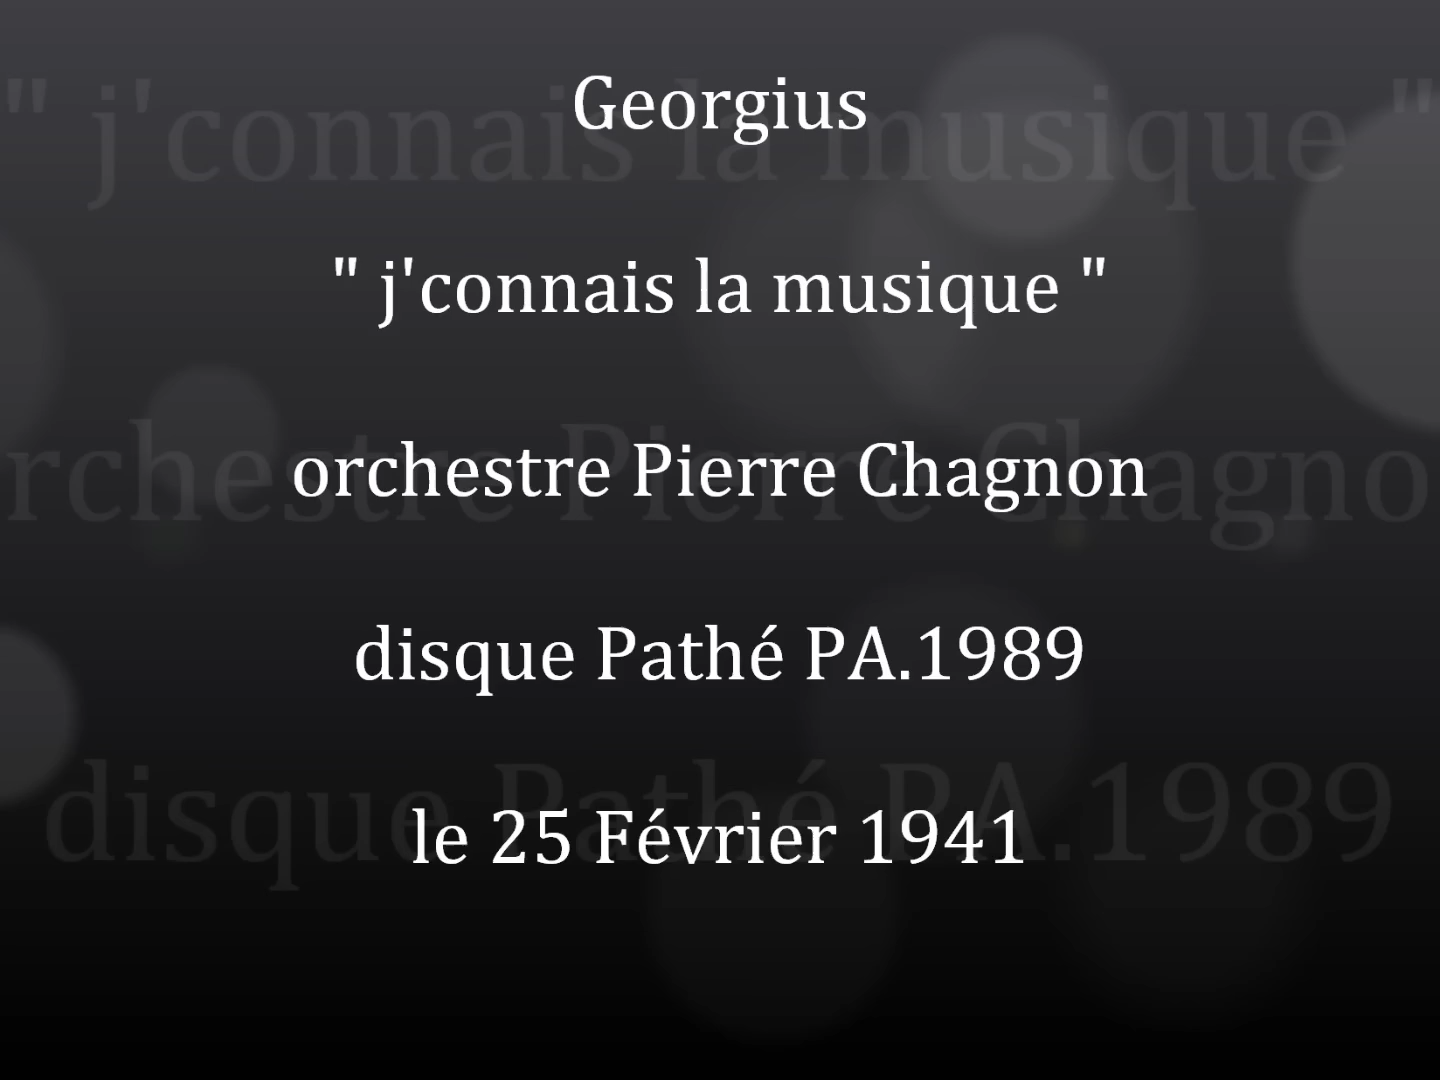 Georgius
" j'connais la musique "
orchestre Pierre Chagnon
disque Pathé PA.1989
le 25 Février 1941